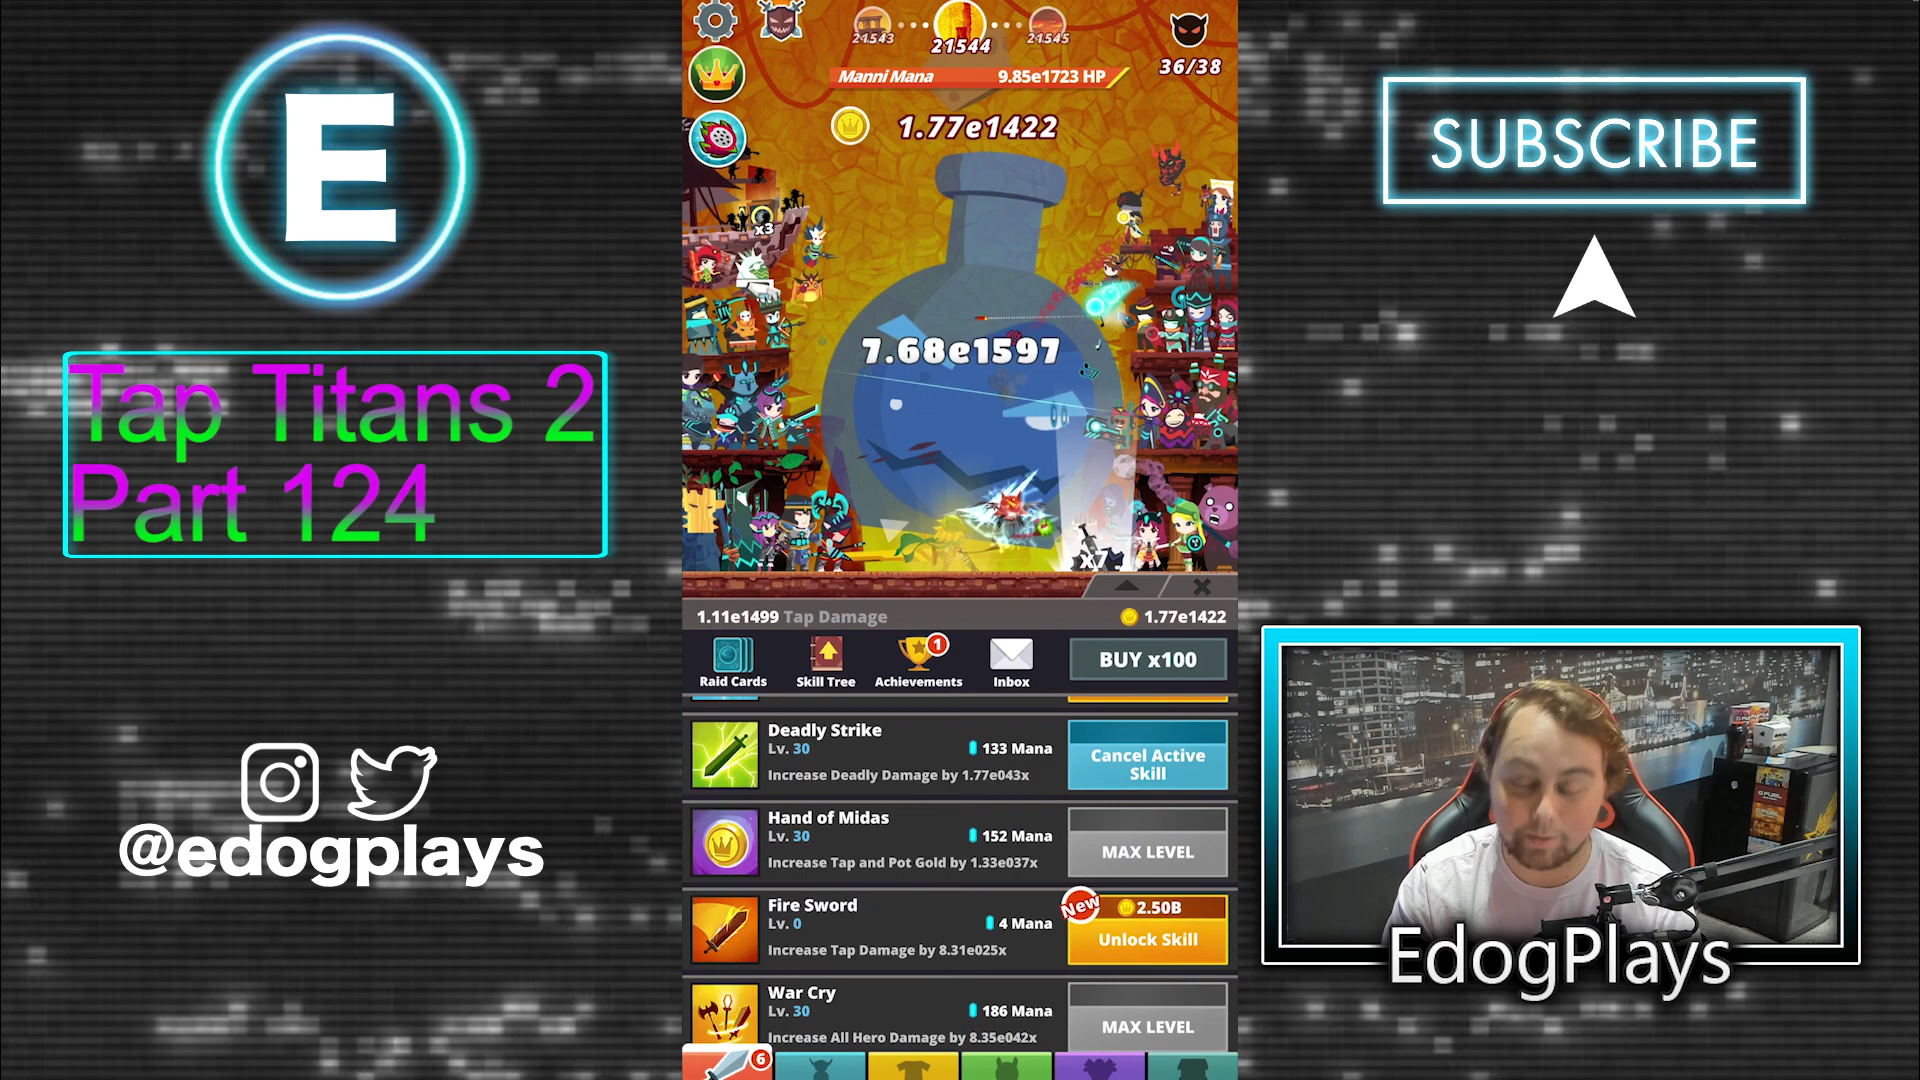 E
Tap Titans 2
Part 124
@edogplays
21543
21544
21545
36/38
Manni Mana
9.85e1723 HP
1.77e1422
x3
7.68e1597
x7
1.11e1499 Tap Damage
1.77e1422
Raid Cards
Skill Tree
1
Achievements
Inbox
BUY x100
Deadly Strike
Lv. 30
133 Mana
Increase Deadly Damage by 1.77e043x
Cancel Active
Skill
Hand of Midas
Lv. 30
152 Mana
Increase Tap and Pot Gold by 1.33e037x
MAX LEVEL
Fire Sword
Lv. 0
4 Mana
Increase Tap Damage by 8.31e025x
New
2.50B
Unlock Skill
War Cry
Lv. 30
186 Mana
Increase All Hero Damage by 8.35e042x
MAX LEVEL
6
SUBSCRIBE
EdogPlays